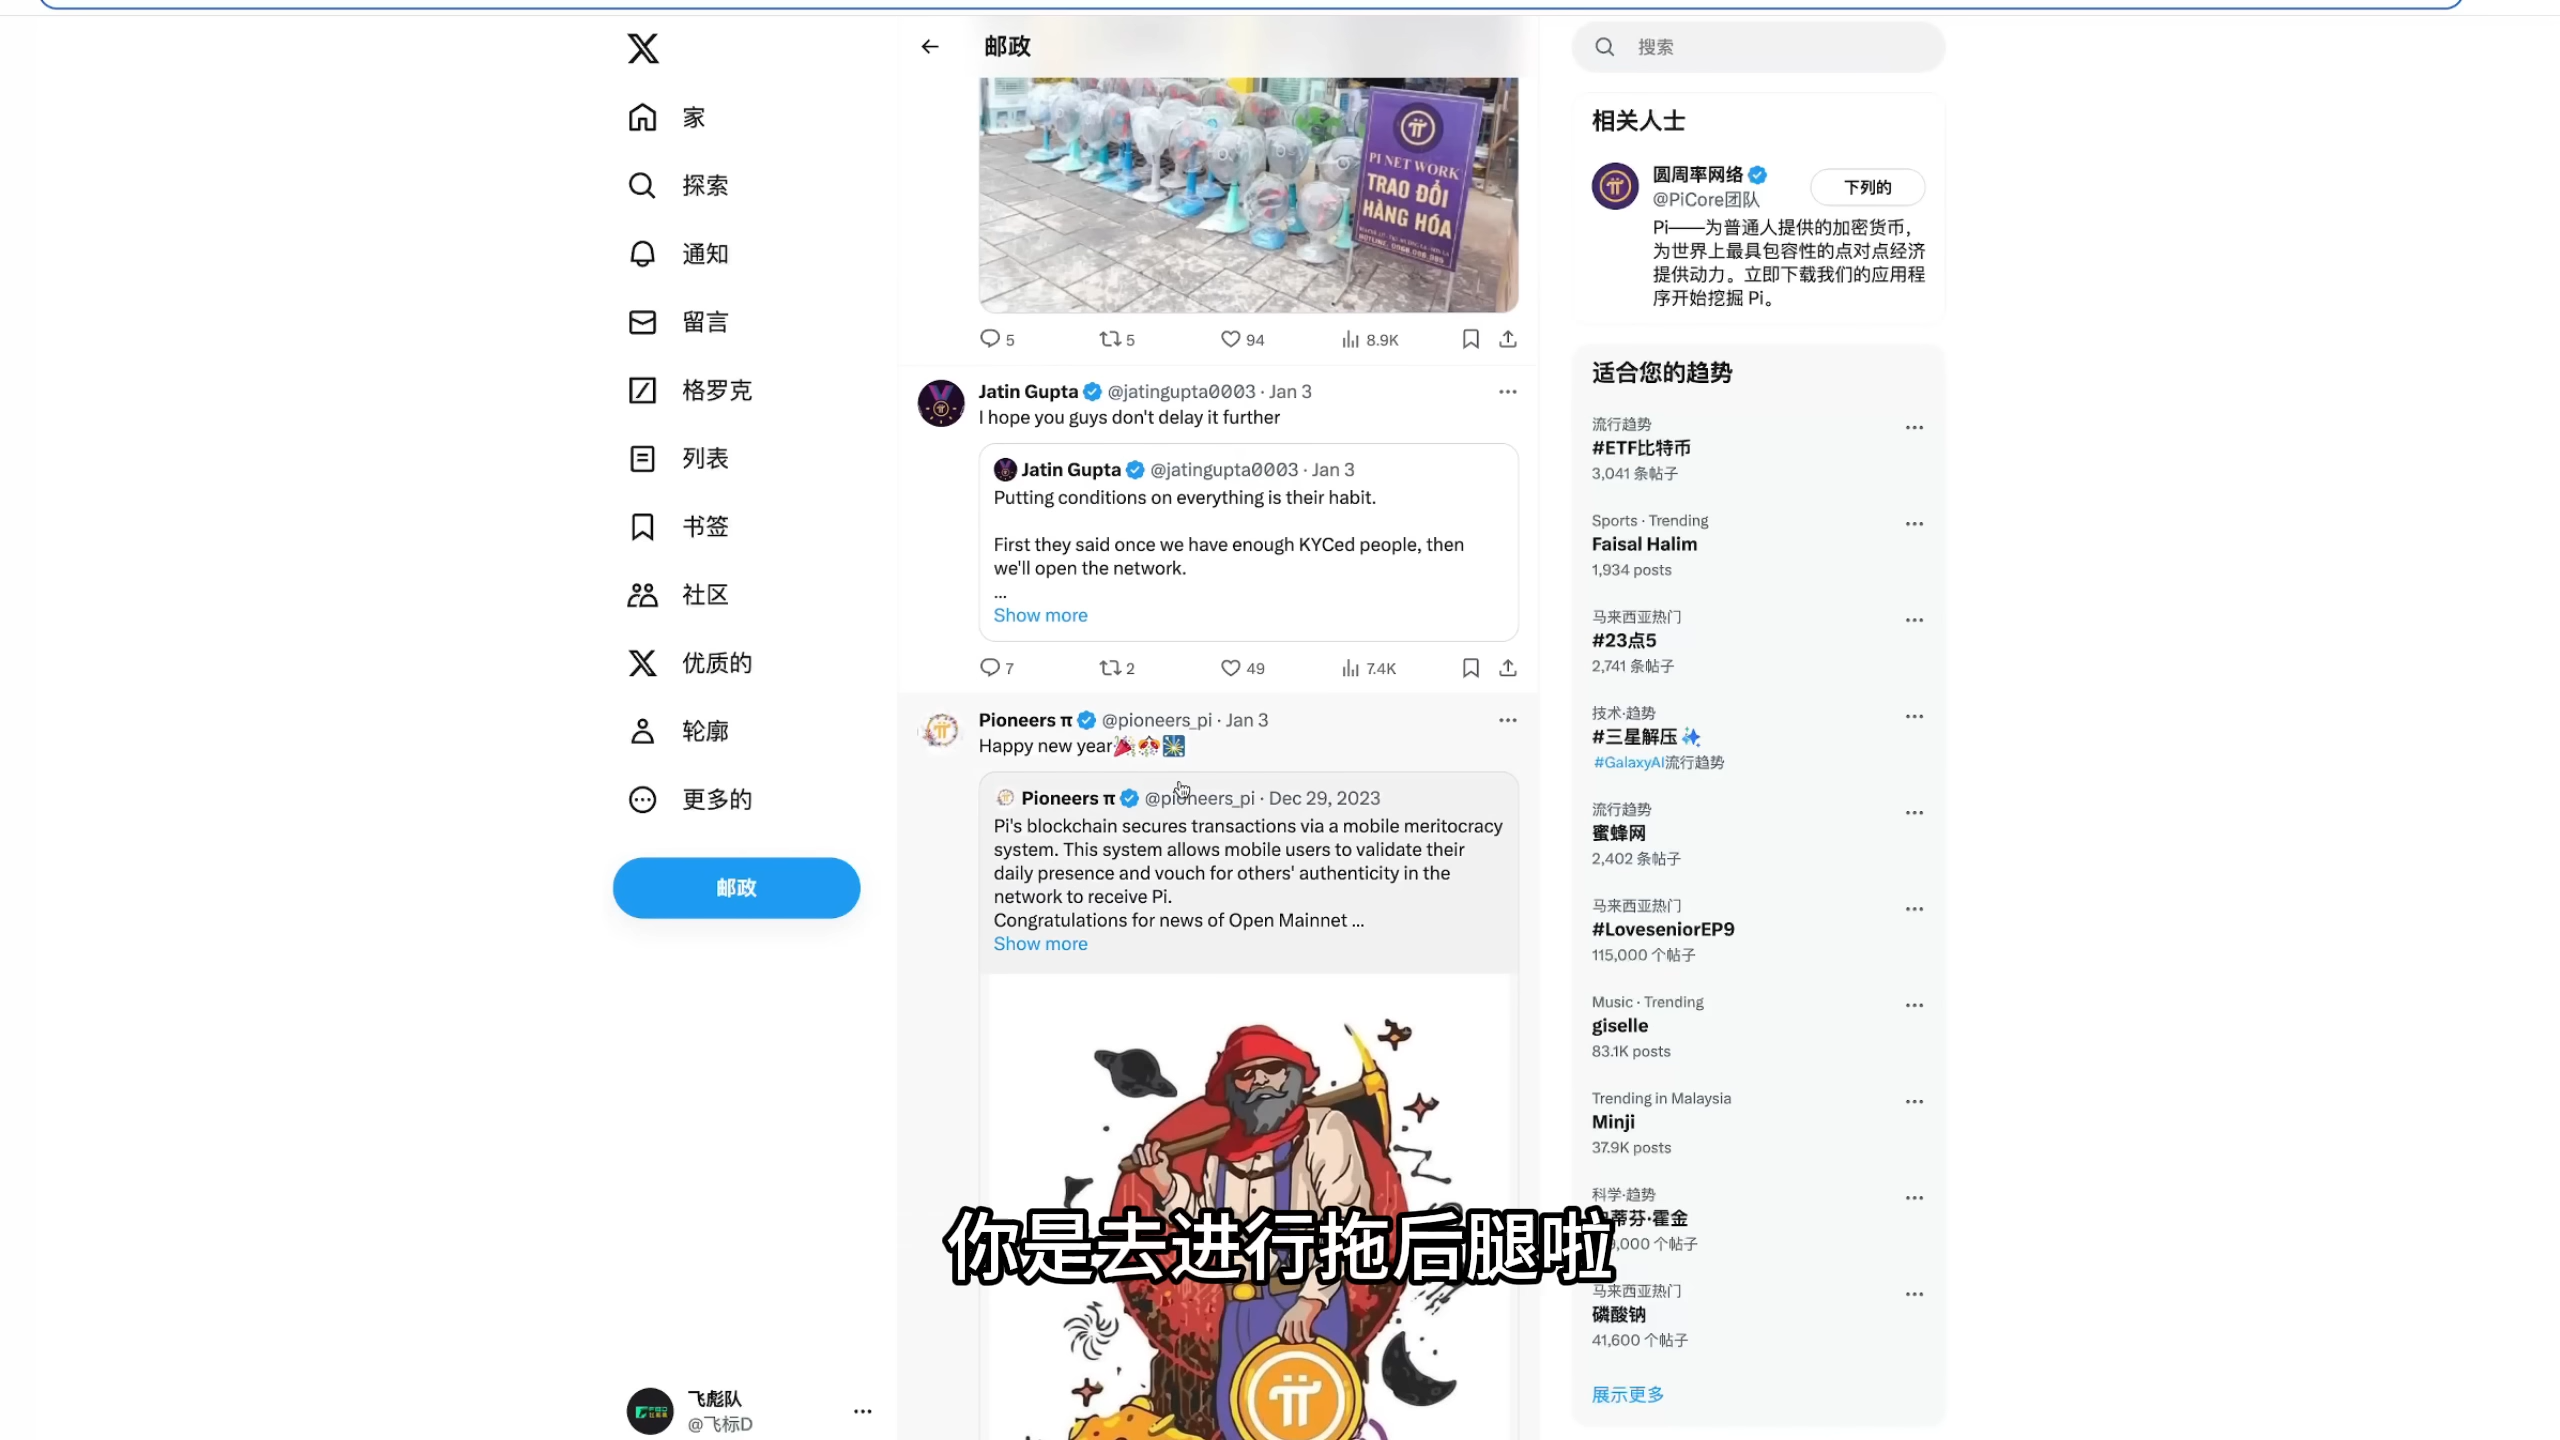 家
探索
通知
留言
格罗克
列表
书签
社区
优质的
轮廓
更多的
邮政
飞彪队
@飞标D
邮政
PI NET WORK
TRAO ĐỔI
HÀNG HÓA
5
5
94
8.9K
Jatin Gupta @jatingupta0003 · Jan 3
I hope you guys don't delay it further
Jatin Gupta @jatingupta0003 · Jan 3
Putting conditions on everything is their habit.
First they said once we have enough KYCed people, then
we'll open the network.
...
Show more
7
2
49
7.4K
Pioneers π @pioneers_pi · Jan 3
Happy new year
Pioneers π @pioneers_pi · Dec 29, 2023
Pi's blockchain secures transactions via a mobile meritocracy
system. This system allows mobile users to validate their
daily presence and vouch for others' authenticity in the
network to receive Pi.
Congratulations for news of Open Mainnet ...
Show more
你是去进行拖后腿啦
搜索
相关人士
圆周率网络
@PiCore团队
下列的
Pi——为普通人提供的加密货币，
为世界上最具包容性的点对点经济
提供动力。立即下载我们的应用程
序开始挖掘 Pi。
适合您的趋势
流行趋势
#ETF比特币
3,041 条帖子
Sports · Trending
Faisal Halim
1,934 posts
马来西亚热门
#23点5
2,741 条帖子
技术·趋势
#三星解压
#GalaxyAI流行趋势
流行趋势
蜜蜂网
2,402 条帖子
马来西亚热门
#LoveseniorEP9
115,000 个帖子
Music · Trending
giselle
83.1K posts
Trending in Malaysia
Minji
37.9K posts
科学·趋势
蒂芬·霍金
,000 个帖子
马来西亚热门
磷酸钠
41,600 个帖子
展示更多